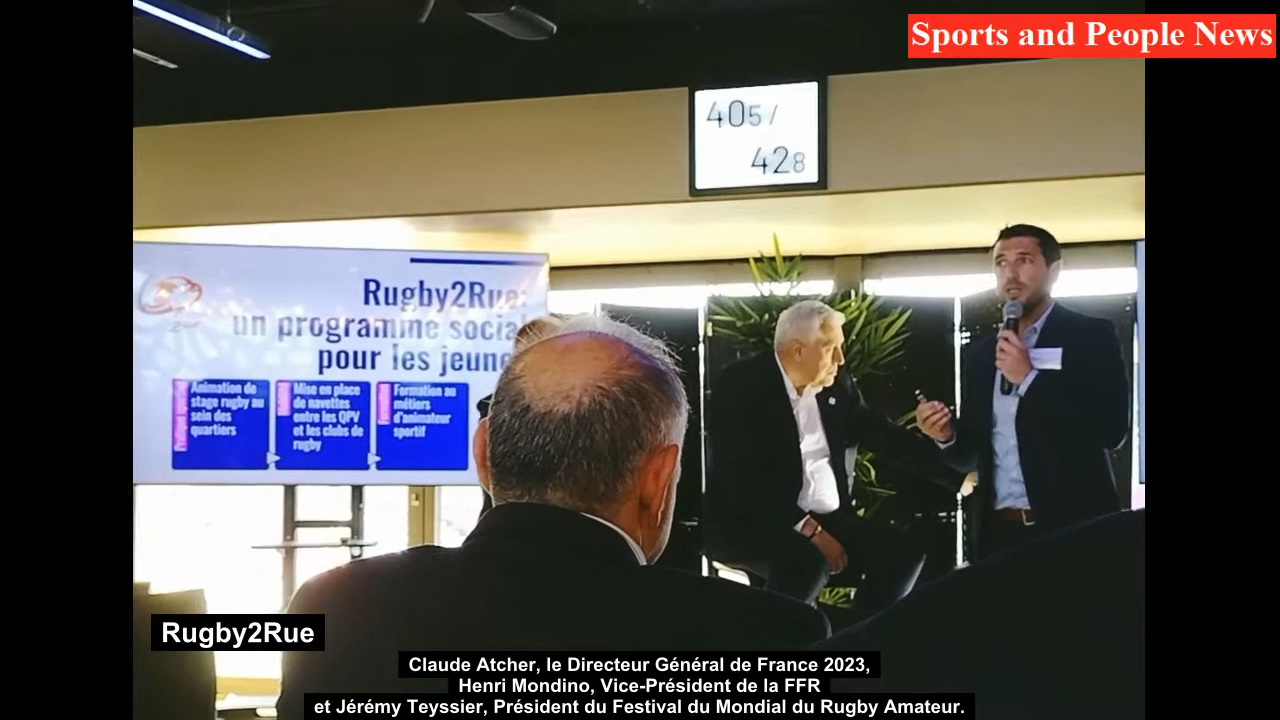 Sports and People News
405/
428
Rugby2Rue:
un programme social
pour les jeunes
Animation de
stage rugby au
sein des
quartiers
Mise en place
de navettes
entre les QPV
et les clubs de
rugby
Formation au
métiers
d'animateur
sportif
Rugby2Rue
Claude Atcher, le Directeur Général de France 2023,
Henri Mondino, Vice-Président de la FFR
et Jérémy Teyssier, Président du Festival du Mondial du Rugby Amateur.